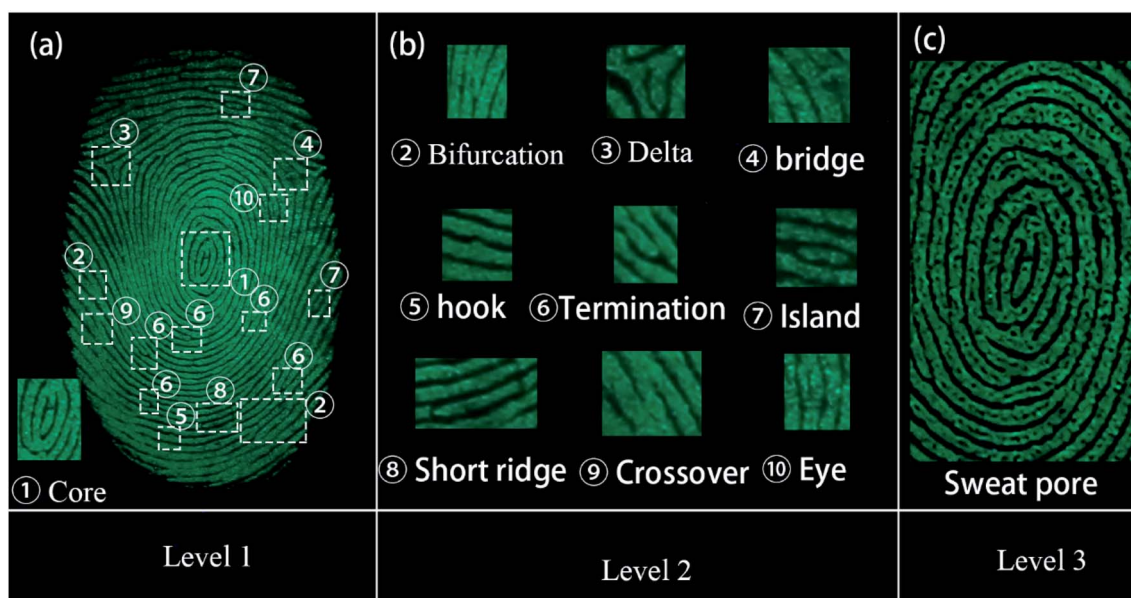 (a)
⑦
③
④
⑩
②
①
⑦
⑨
⑥
⑥
⑥
⑥
⑥
⑧
②
⑤
① Core
(b)
② Bifurcation
③ Delta
④ bridge
⑤ hook
⑥ Termination
⑦ Island
⑧ Short ridge
⑨ Crossover
⑩ Eye
(c)
Sweat pore
Level 1
Level 2
Level 3